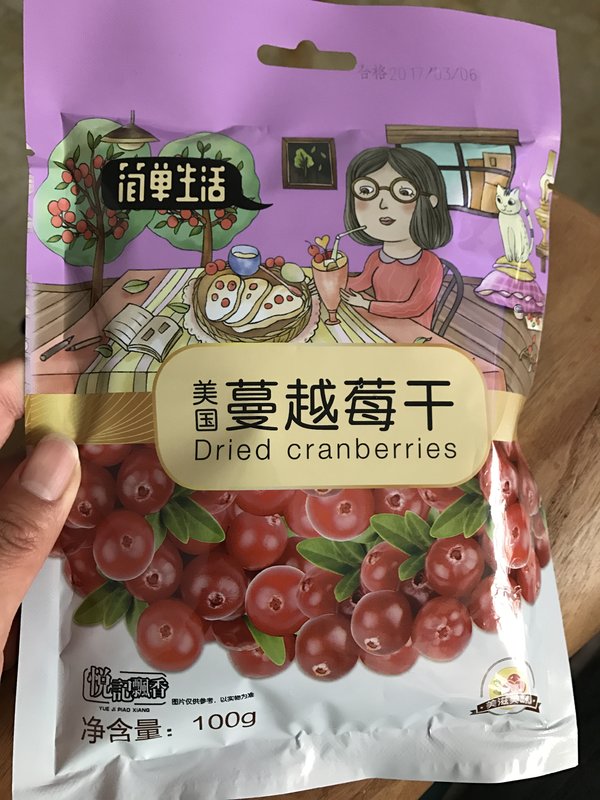 合格2017/03/06
简单生活
美国
蔓越莓干
Dried cranberries
悦記飘香
YUE JI PIAO XIANG
图片仅供参考,以实物为准
净含量:100g